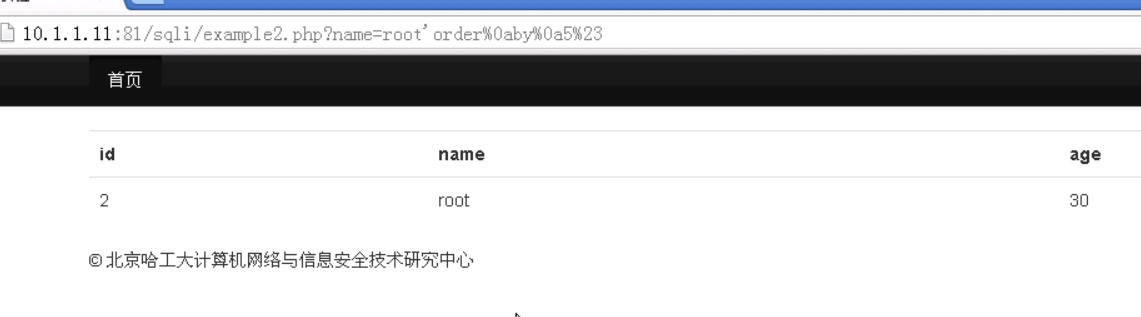 10.1.1.11:81/sqli/example2.php?name=root'order%0aby%0a5%23
首页
id name age
2 root 30
© 北京哈工大计算机网络与信息安全技术研究中心